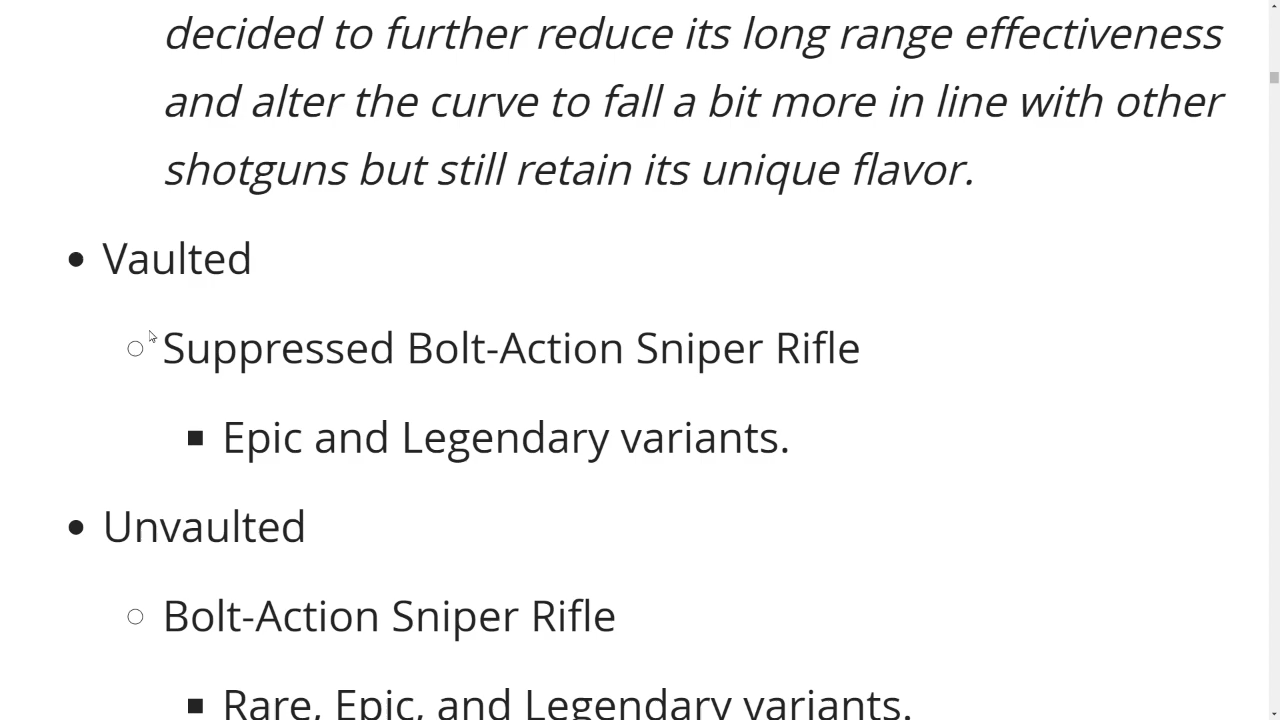 decided to further reduce its long range effectiveness
and alter the curve to fall a bit more in line with other
shotguns but still retain its unique flavor.
Vaulted
Suppressed Bolt-Action Sniper Rifle
Epic and Legendary variants.
Unvaulted
Bolt-Action Sniper Rifle
Rare, Epic, and Legendary variants.